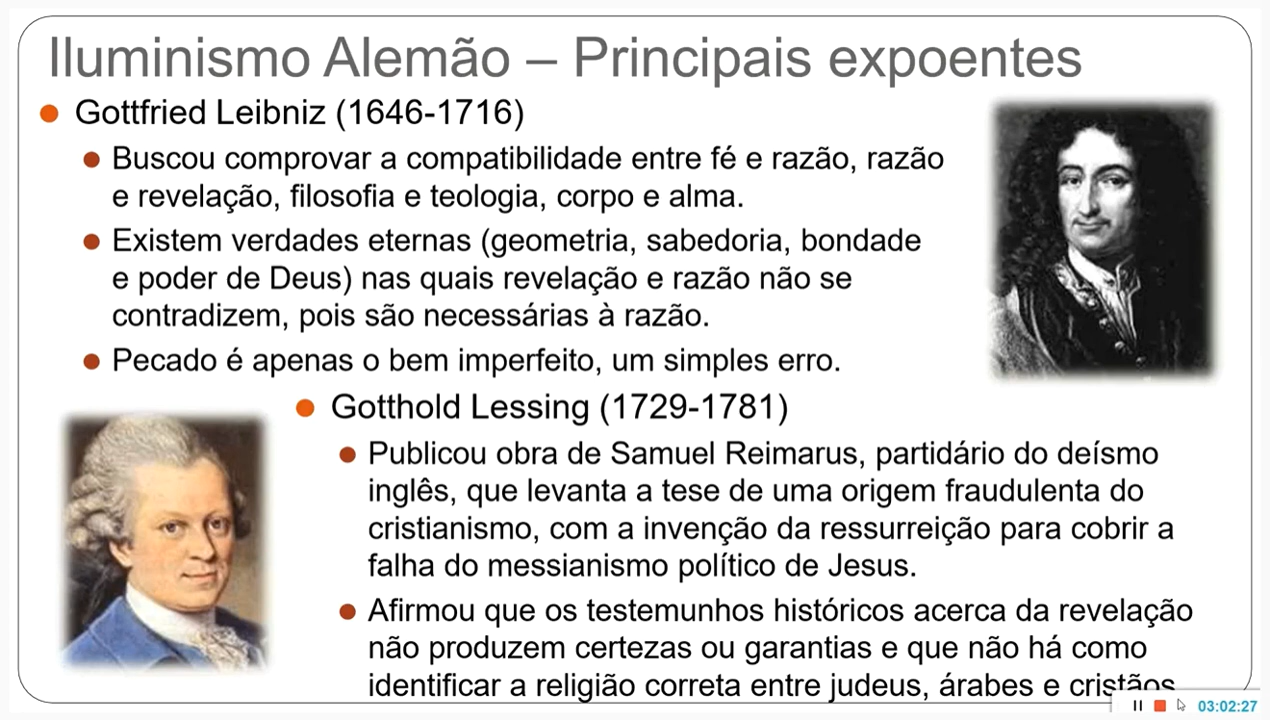 Iluminismo Alemão – Principais expoentes
Gottfried Leibniz (1646-1716)
Buscou comprovar a compatibilidade entre fé e razão, razão
e revelação, filosofia e teologia, corpo e alma.
Existem verdades eternas (geometria, sabedoria, bondade
e poder de Deus) nas quais revelação e razão não se
contradizem, pois são necessárias à razão.
Pecado é apenas o bem imperfeito, um simples erro.
Gotthold Lessing (1729-1781)
Publicou obra de Samuel Reimarus, partidário do deísmo
inglês, que levanta a tese de uma origem fraudulenta do
cristianismo, com a invenção da ressurreição para cobrir a
falha do messianismo político de Jesus.
Afirmou que os testemunhos históricos acerca da revelação
não produzem certezas ou garantias e que não há como
identificar a religião correta entre judeus, árabes e cristãos
03:02:27